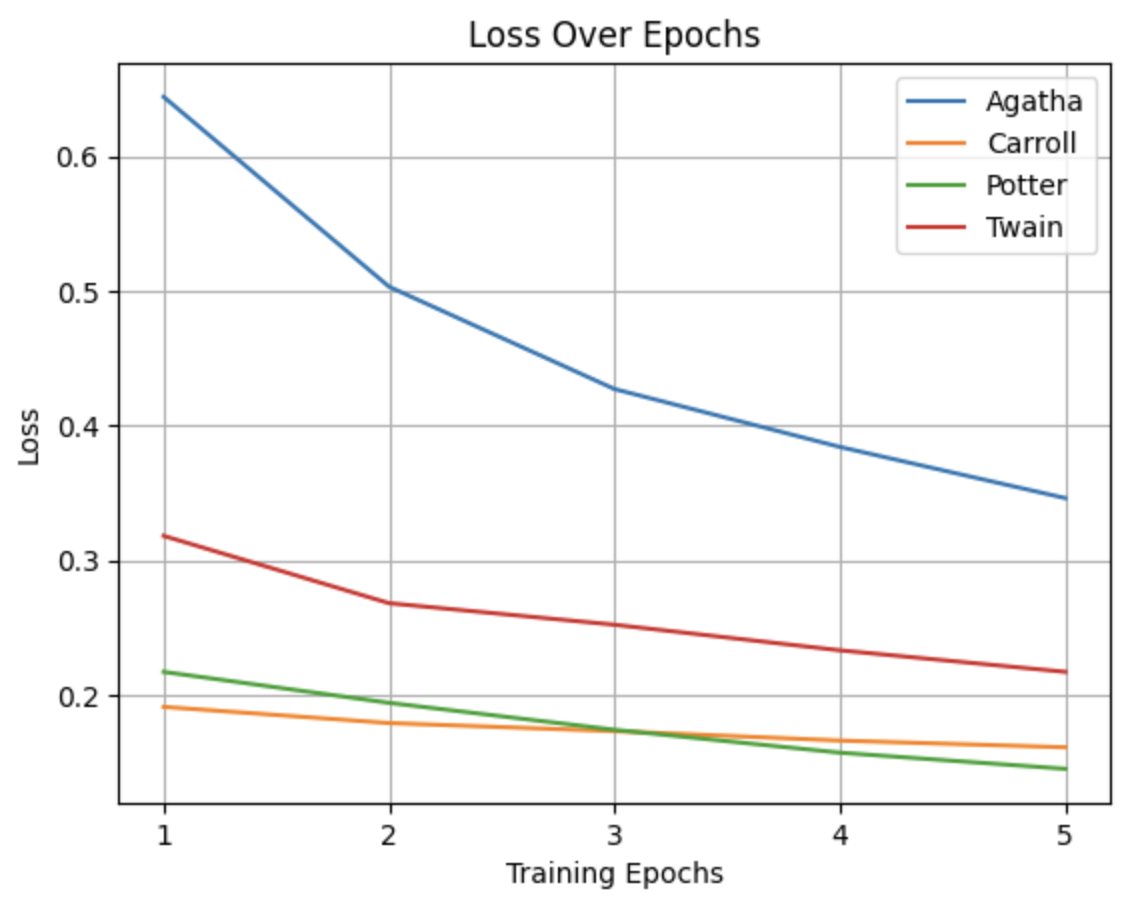 Loss Over Epochs
Agatha
Carroll
Potter
Twain
0.6
0.5
0.4
0.3
0.2
Loss
1 2 3 4 5
Training Epochs